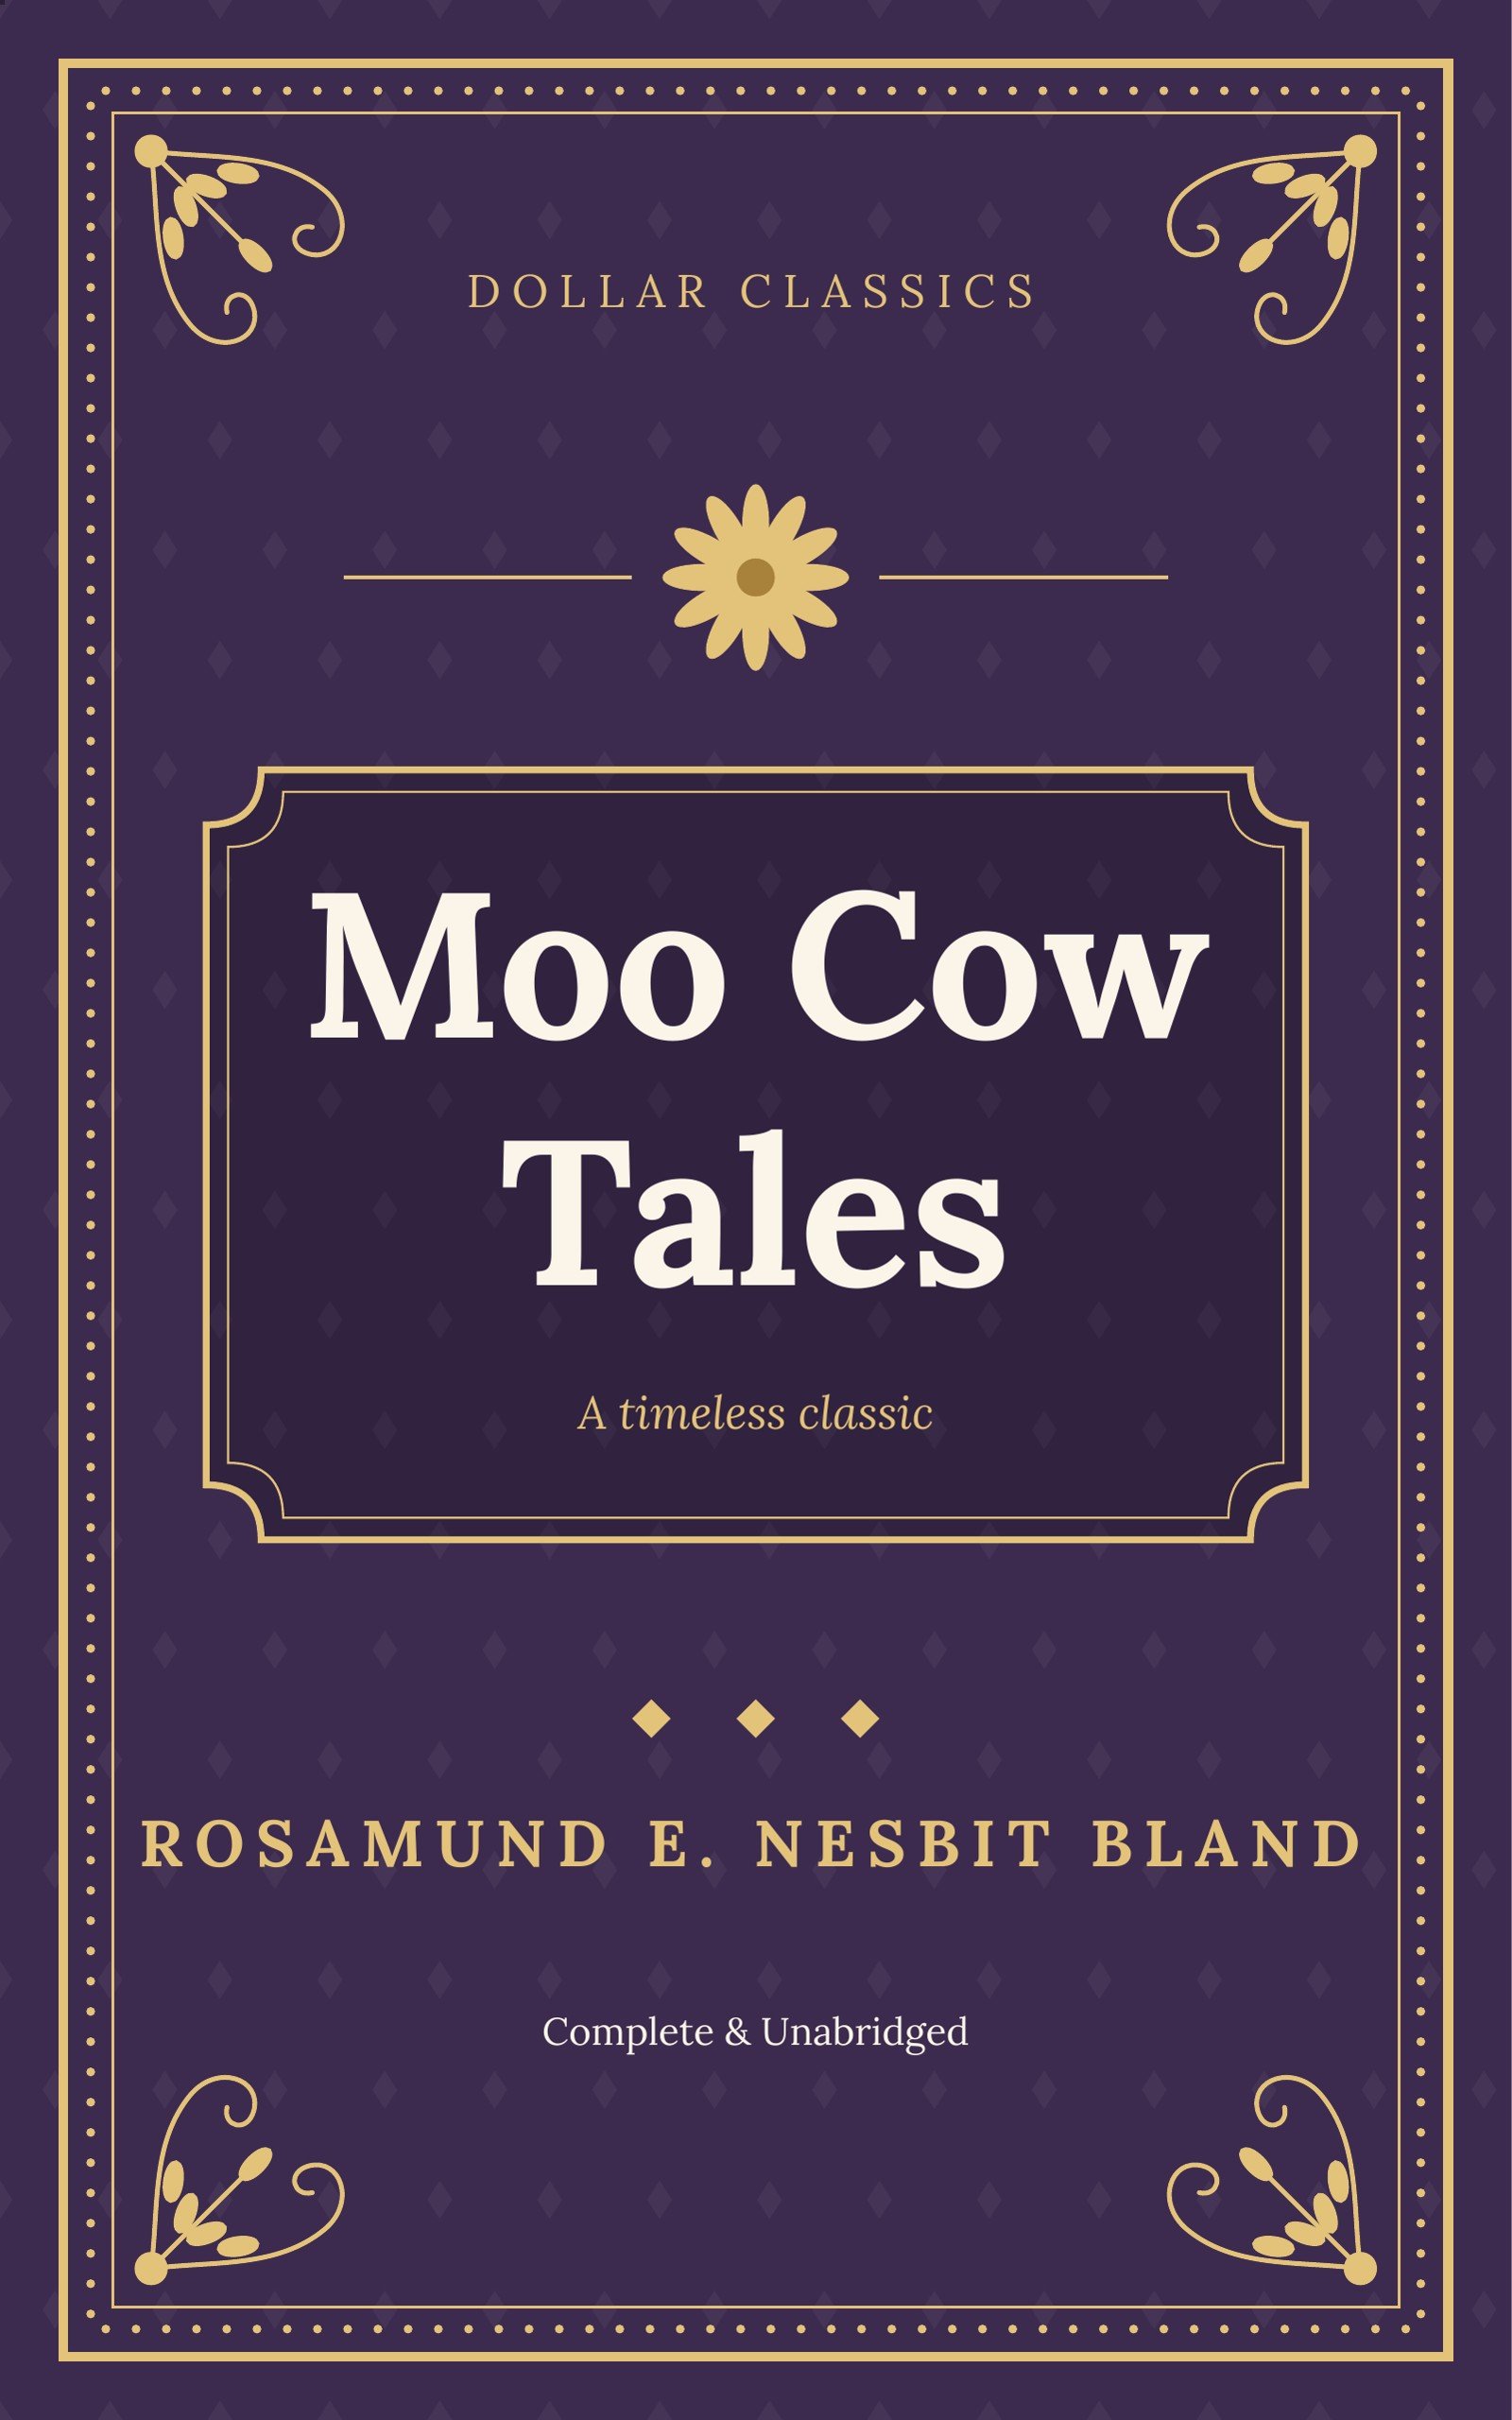 DOLLAR CLASSICS
Moo Cow
Tales
A timeless classic
ROSAMUND E. NESBIT BLAND
Complete & Unabridged